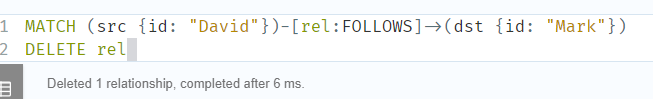 1 MATCH (src {id: "David"})-[rel:FOLLOWS]->(dst {id: "Mark"})
2 DELETE rel
Deleted 1 relationship, completed after 6 ms.